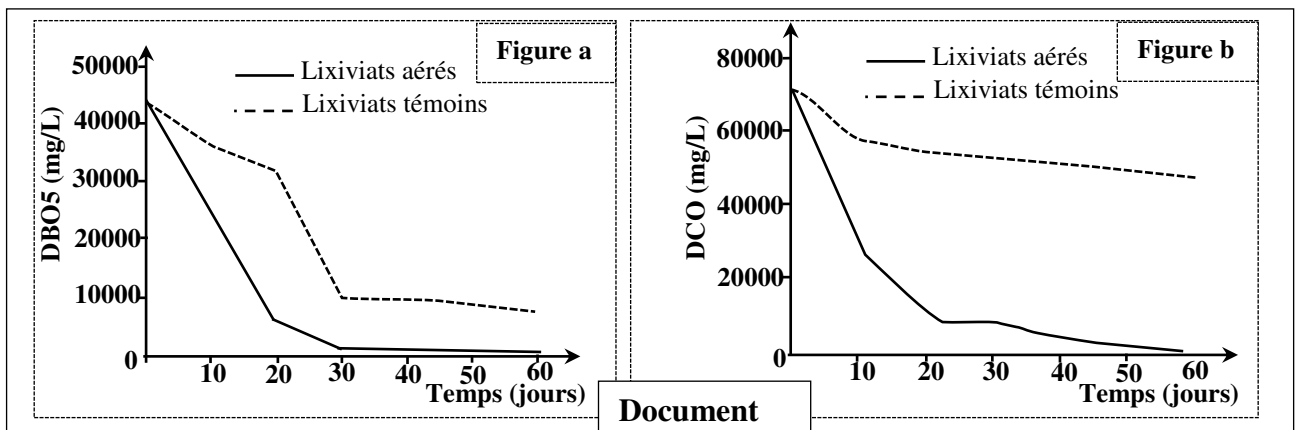 Figure a
Lixiviats aérés
Lixiviats témoins
DBO5 (mg/L)
50000
40000
30000
20000
10000
0
10 20 30 40 50 60
Temps (jours)
Figure b
Lixiviats aérés
Lixiviats témoins
DCO (mg/L)
80000
60000
40000
20000
0
10 20 30 40 50 60
Temps (jours)
Document